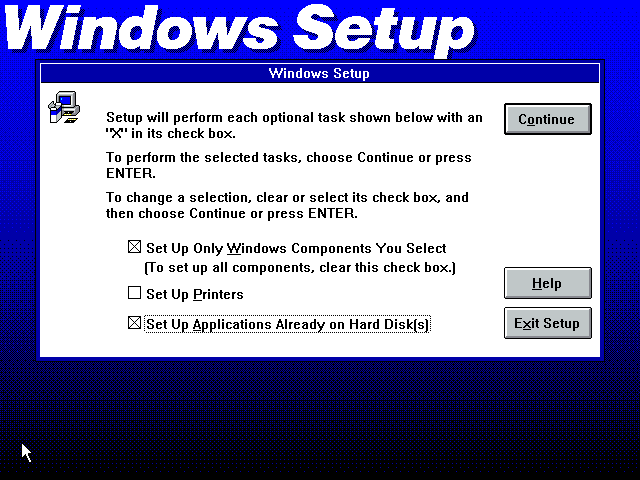 Windows Setup
Windows Setup
Setup will perform each optional task shown below with an
"X" in its check box.
To perform the selected tasks, choose Continue or press
ENTER.
To change a selection, clear or select its check box, and
then choose Continue or press ENTER.
Set Up Only Windows Components You Select
(To set up all components, clear this check box.)
Set Up Printers
Set Up Applications Already on Hard Disk(s)
Continue
Help
Exit Setup